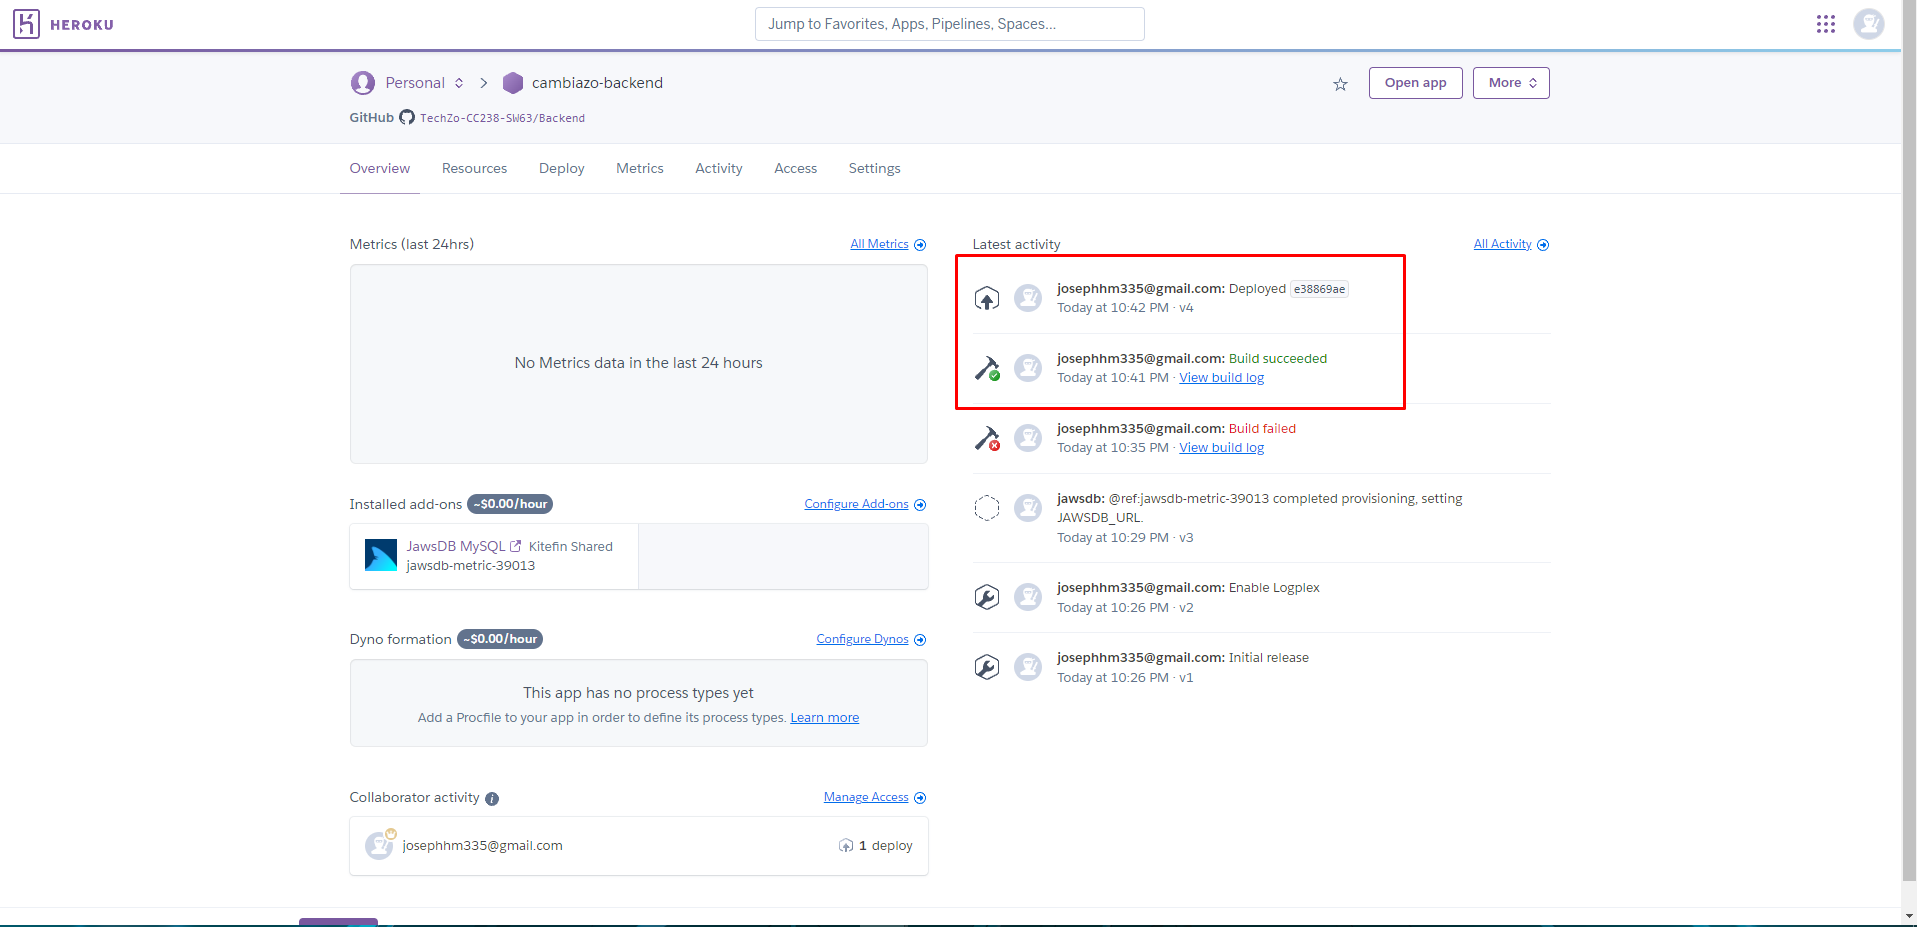 HEROKU
Jump to Favorites, Apps, Pipelines, Spaces...
Personal
cambiazo-backend
Open app
More
GitHub TechZo-CC238-SW63/Backend
Overview Resources Deploy Metrics Activity Access Settings
Metrics (last 24hrs)
All Metrics
No Metrics data in the last 24 hours
Installed add-ons ~$0.00/hour
Configure Add-ons
JawsDB MySQL Kitefin Shared
jawsdb-metric-39013
Dyno formation ~$0.00/hour
Configure Dynos
This app has no process types yet
Add a Procfile to your app in order to define its process types. Learn more
Collaborator activity
Manage Access
josephhm335@gmail.com
1 deploy
Latest activity
All Activity
josephhm335@gmail.com: Deployed e38869ae
Today at 10:42 PM · v4
josephhm335@gmail.com: Build succeeded
Today at 10:41 PM · View build log
josephhm335@gmail.com: Build failed
Today at 10:35 PM · View build log
jawsdb: @ref:jawsdb-metric-39013 completed provisioning, setting
JAWSDB_URL.
Today at 10:29 PM · v3
josephhm335@gmail.com: Enable Logplex
Today at 10:26 PM · v2
josephhm335@gmail.com: Initial release
Today at 10:26 PM · v1